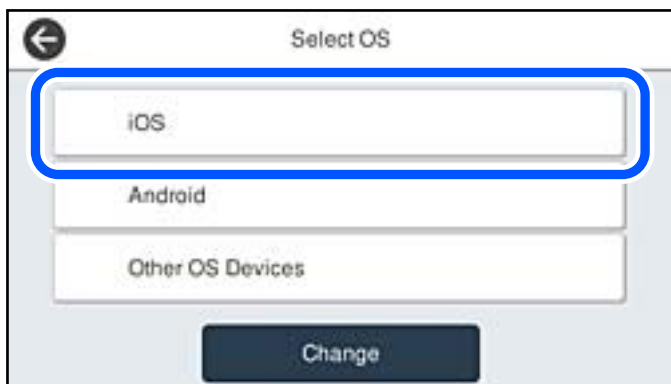 Select OS
iOS
Android
Other OS Devices
Change